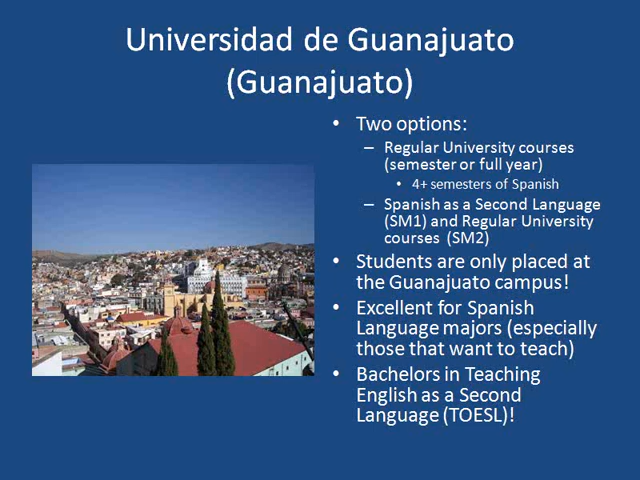 Universidad de Guanajuato
(Guanajuato)
• Two options:
– Regular University courses
(semester or full year)
• 4+ semesters of Spanish
– Spanish as a Second Language
(SM1) and Regular University
courses (SM2)
• Students are only placed at
the Guanajuato campus!
• Excellent for Spanish
Language majors (especially
those that want to teach)
• Bachelors in Teaching
English as a Second
Language (TOESL)!